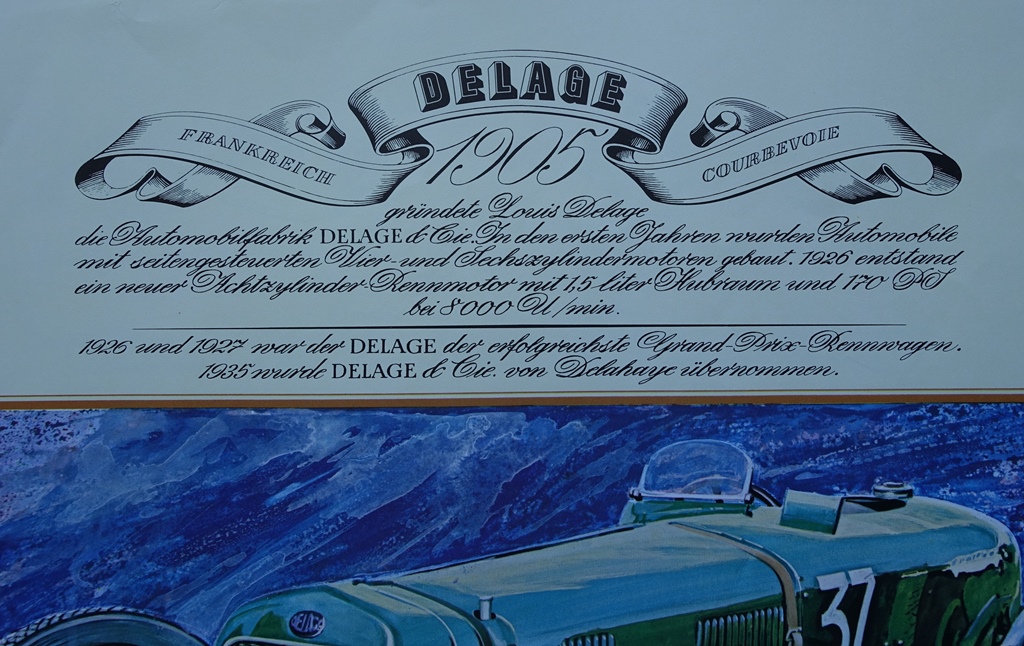 DELAGE
FRANKREICH
1905
COURBEVOIE
gründete Louis Delage
die Automobilfabrik DELAGE & Cie. In den ersten Jahren wurden Automobile
mit seitengesteuerten Vier- und Sechszylindermotoren gebaut. 1926 entstand
ein neuer Achtzylinder-Rennmotor mit 1,5 liter Hubraum und 170 PS
bei 8000 U/min.
1926 und 1927 war der DELAGE der erfolgreichste Grand-Prix-Rennwagen.
1935 wurde DELAGE & Cie. von Delahaye übernommen.
DELAGE
37